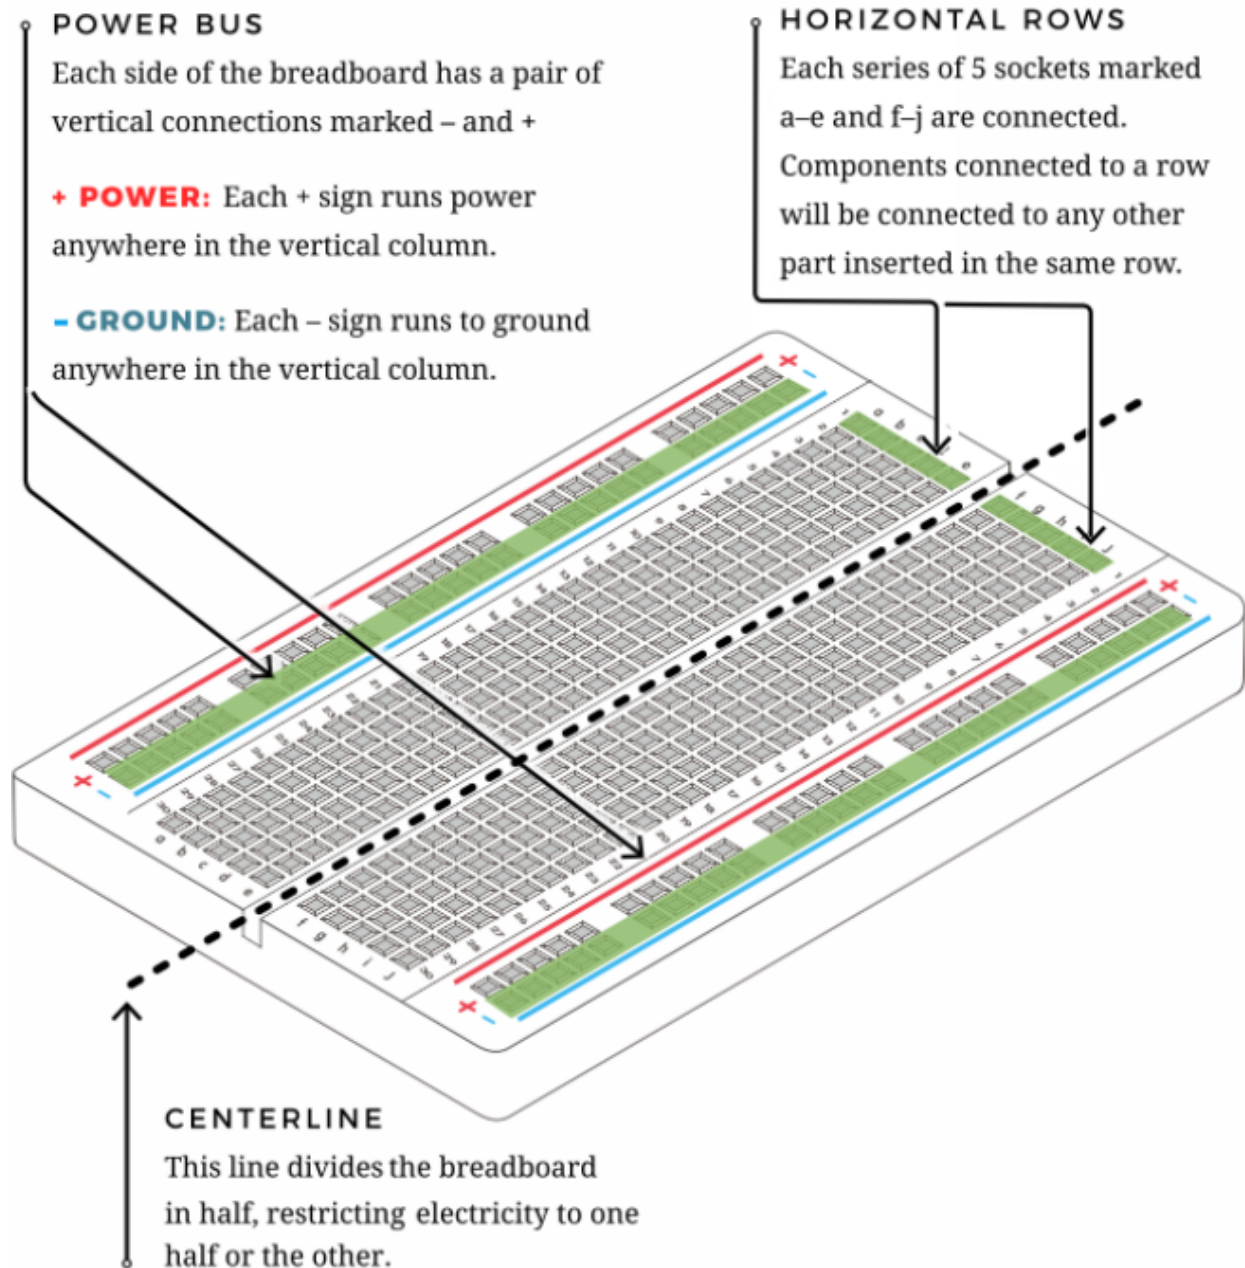 POWER BUS
Each side of the breadboard has a pair of
vertical connections marked – and +
+ POWER: Each + sign runs power
anywhere in the vertical column.
– GROUND: Each – sign runs to ground
anywhere in the vertical column.
HORIZONTAL ROWS
Each series of 5 sockets marked
a–e and f–j are connected.
Components connected to a row
will be connected to any other
part inserted in the same row.
+ –
a b e
f g h j
+ –
+ –
a b c d e
f g h i j
+ –
CENTERLINE
This line divides the breadboard
in half, restricting electricity to one
half or the other.